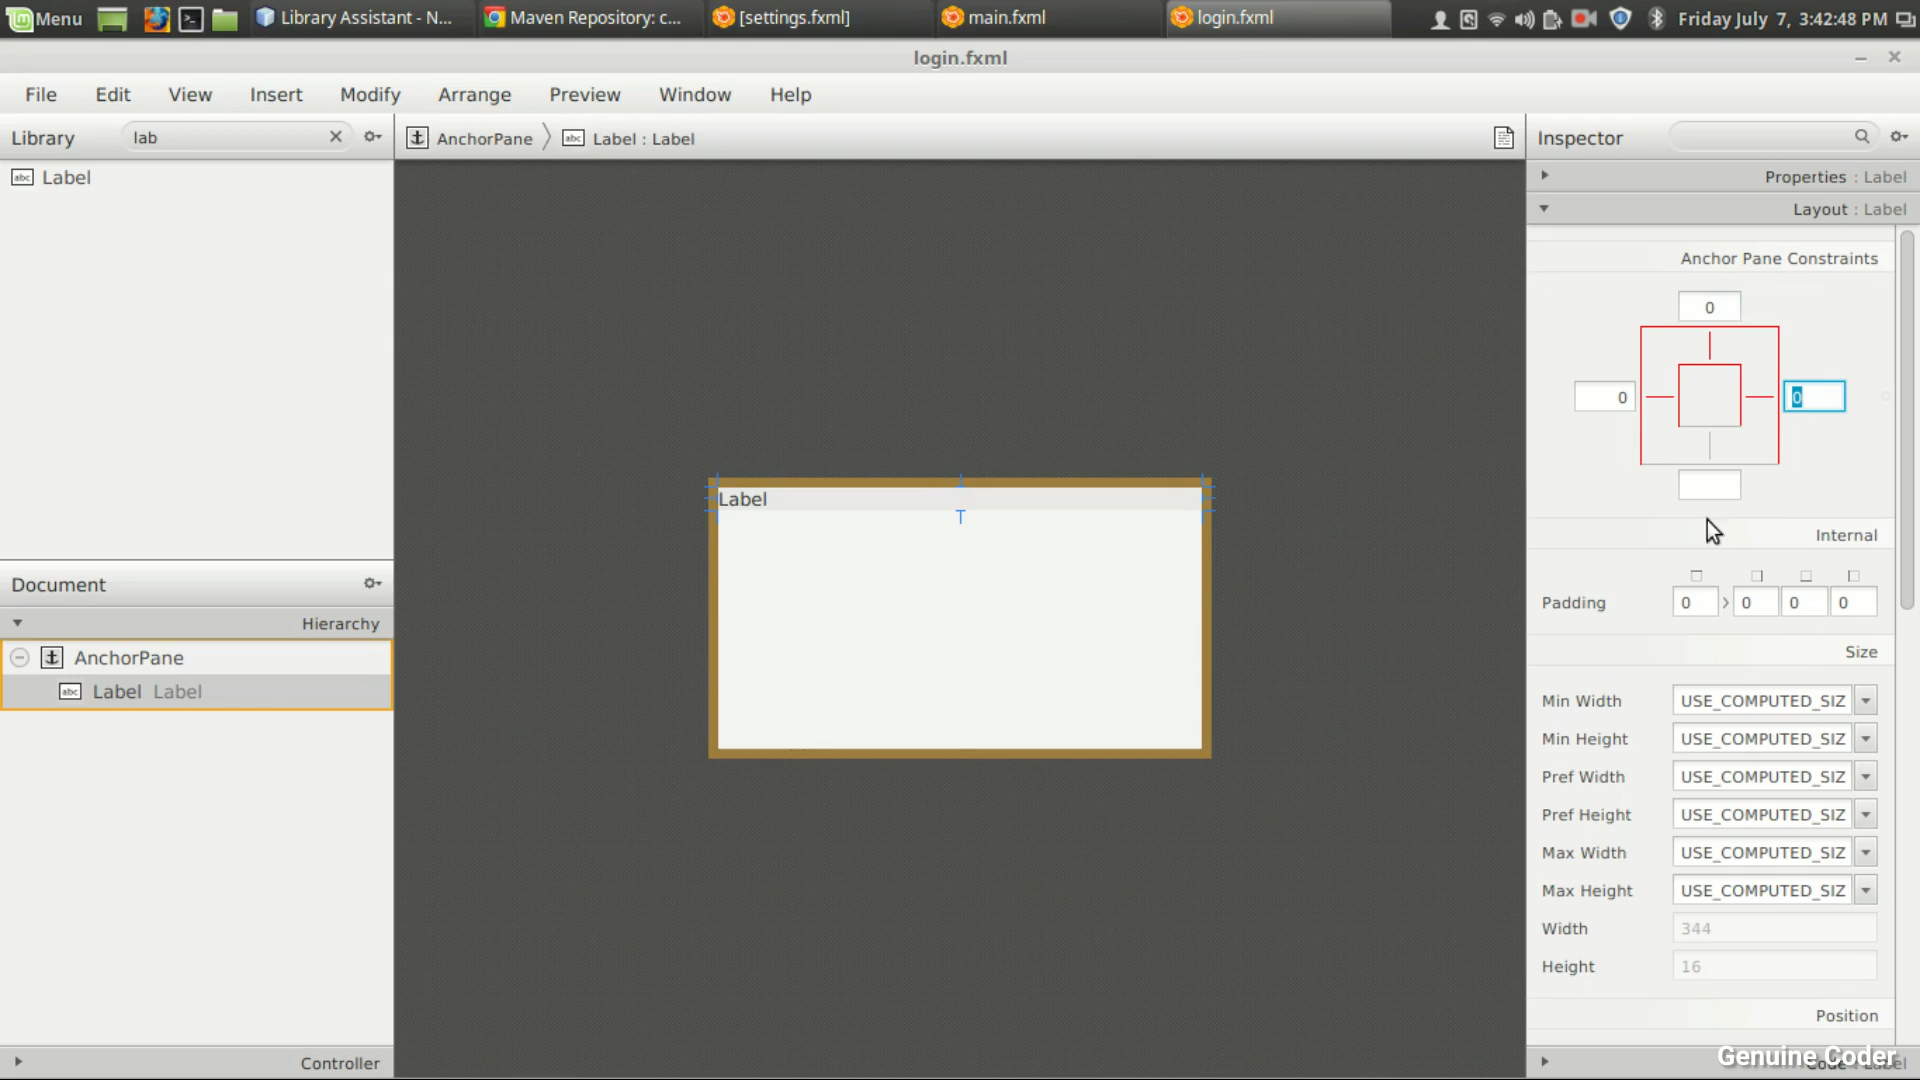 Menu
Library Assistant - N...
Maven Repository: c...
[settings.fxml]
main.fxml
login.fxml
Friday July 7, 3:42:48 PM
login.fxml
File Edit View Insert Modify Arrange Preview Window Help
Library
lab
AnchorPane
Label : Label
Inspector
Label
Properties : Label
Layout : Label
Anchor Pane Constraints
0
0
0
Label
Internal
Padding
0
0
0
0
Document
Hierarchy
AnchorPane
Label Label
Size
Min Width USE_COMPUTED_SIZ
Min Height USE_COMPUTED_SIZ
Pref Width USE_COMPUTED_SIZ
Pref Height USE_COMPUTED_SIZ
Max Width USE_COMPUTED_SIZ
Max Height USE_COMPUTED_SIZ
Width 344
Height 16
Position
Controller
Code : Label
Genuine Coder